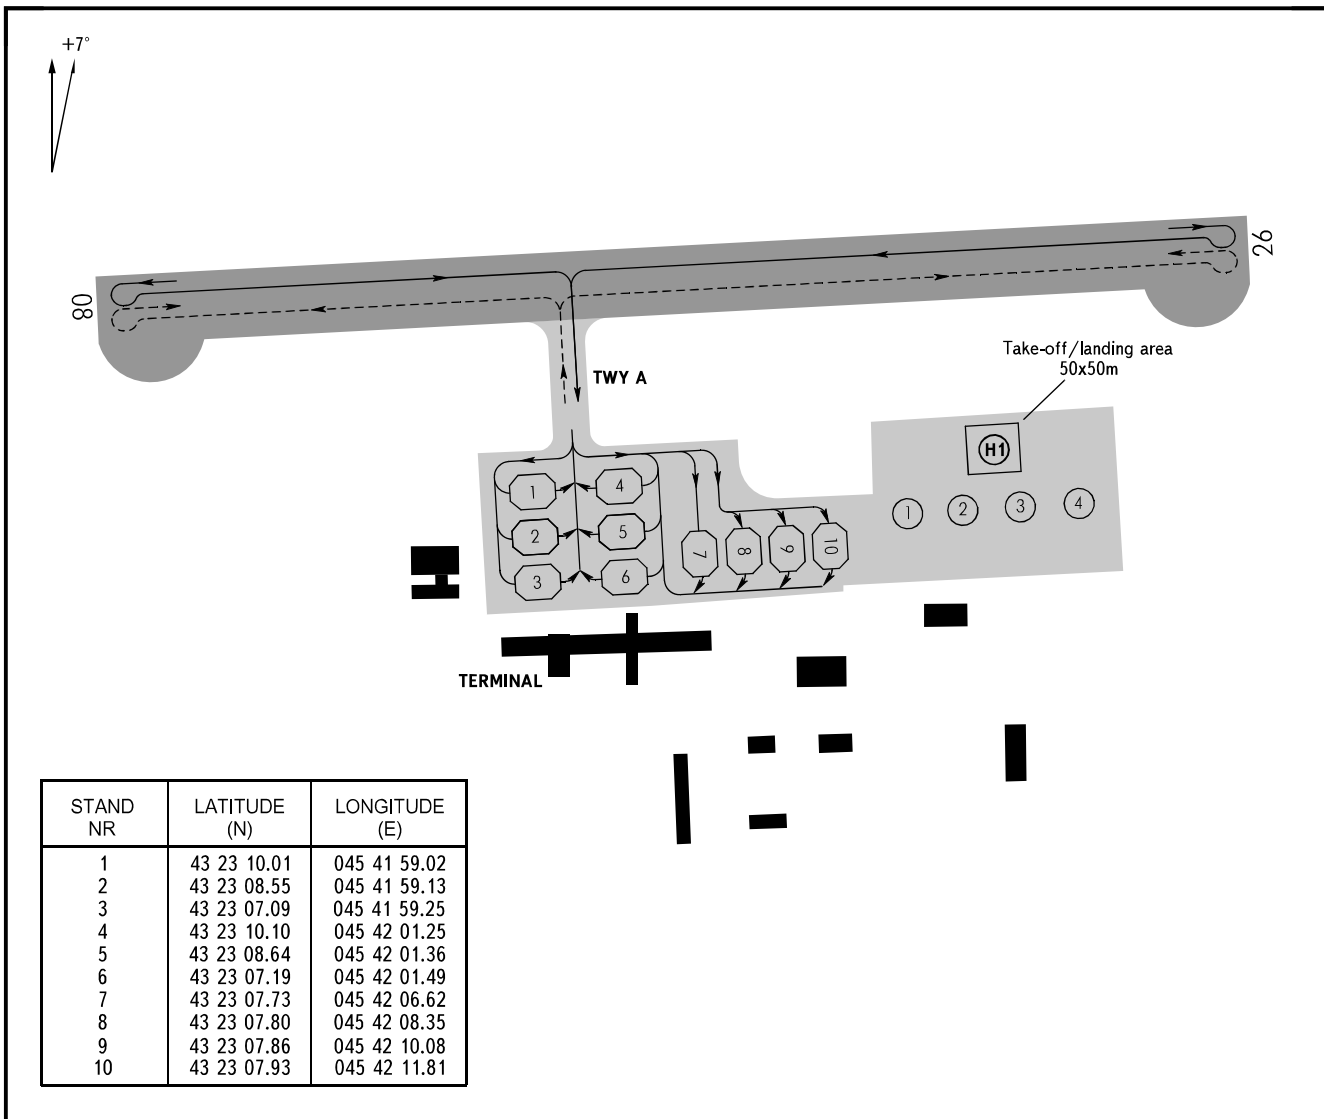 +7°
26
08
Take-off/landing area
50x50m
TWY A
H1
1
4
1
2
3
4
2
5
7
8
9
10
3
6
TERMINAL
STAND NR LATITUDE (N) LONGITUDE (E)
1 43 23 10.01 045 41 59.02
2 43 23 08.55 045 41 59.13
3 43 23 07.09 045 41 59.25
4 43 23 10.10 045 42 01.25
5 43 23 08.64 045 42 01.36
6 43 23 07.19 045 42 01.49
7 43 23 07.73 045 42 06.62
8 43 23 07.80 045 42 08.35
9 43 23 07.86 045 42 10.08
10 43 23 07.93 045 42 11.81